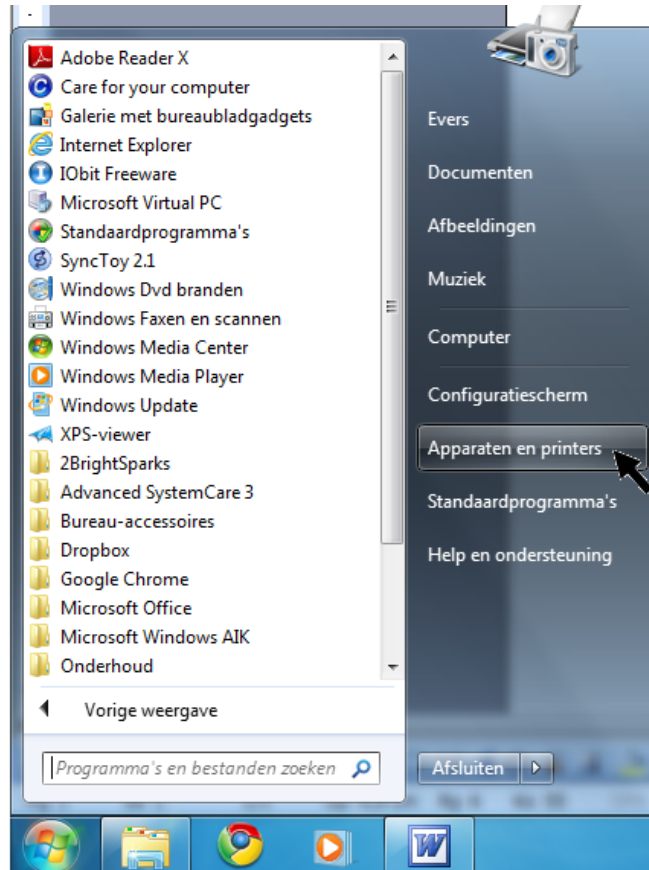 Adobe Reader X
Care for your computer
Galerie met bureaubladgadgets
Internet Explorer
IObit Freeware
Microsoft Virtual PC
Standaardprogramma's
SyncToy 2.1
Windows Dvd branden
Windows Faxen en scannen
Windows Media Center
Windows Media Player
Windows Update
XPS-viewer
2BrightSparks
Advanced SystemCare 3
Bureau-accessoires
Dropbox
Google Chrome
Microsoft Office
Microsoft Windows AIK
Onderhoud
Vorige weergave
Programma's en bestanden zoeken
Evers
Documenten
Afbeeldingen
Muziek
Computer
Configuratiescherm
Apparaten en printers
Standaardprogramma's
Help en ondersteuning
Afsluiten